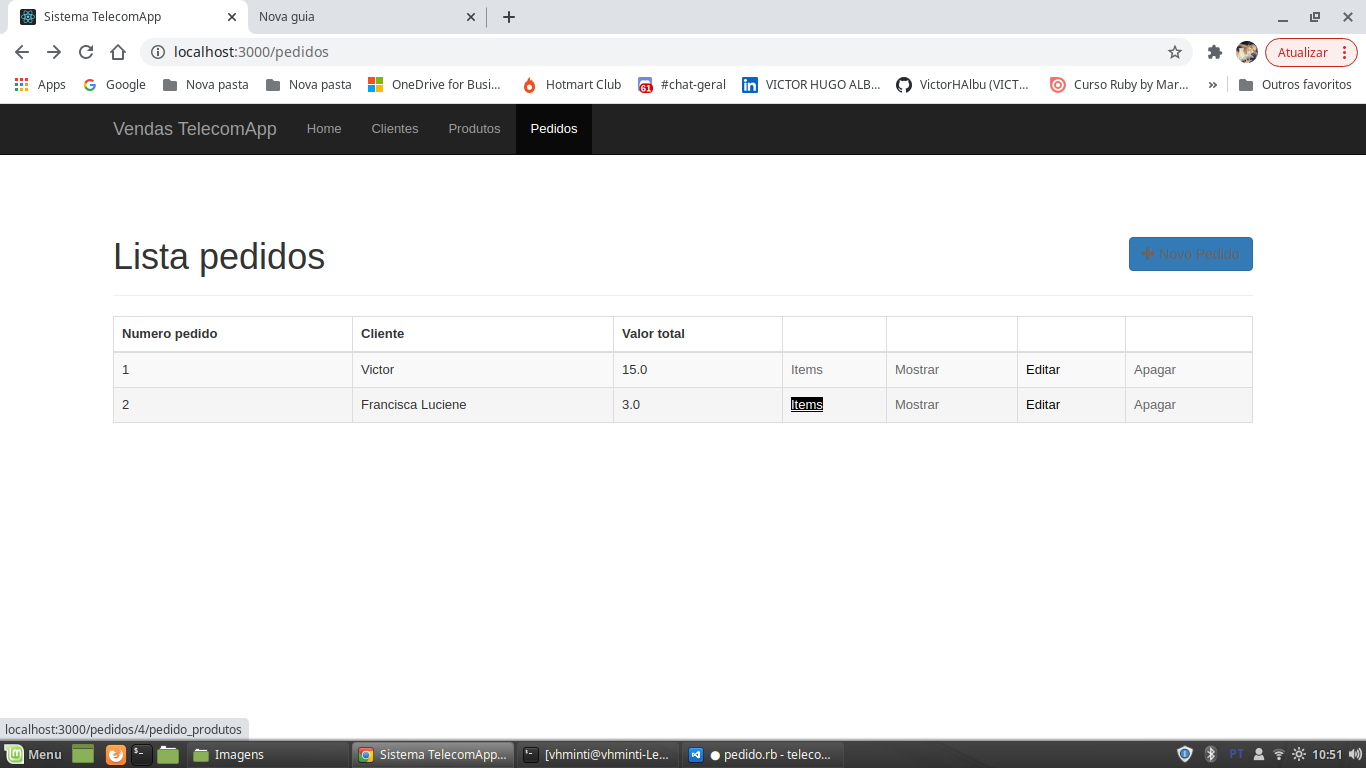 Sistema TelecomApp
Nova guia
localhost:3000/pedidos
Atualizar
Apps
Google
Nova pasta
Nova pasta
OneDrive for Busi...
Hotmart Club
61
#chat-geral
in
VICTOR HUGO ALB...
VictorHAlbu (VICT...
Curso Ruby by Mar...
»
Outros favoritos
Vendas TelecomApp Home Clientes Produtos Pedidos
Lista pedidos
Novo Pedido
Numero pedido Cliente Valor total
1 Victor 15.0 Items Mostrar Editar Apagar
2 Francisca Luciene 3.0 Items Mostrar Editar Apagar
localhost:3000/pedidos/4/pedido_produtos
Menu
Imagens
Sistema TelecomApp...
[vhminti@vhminti-Le...
● pedido.rb - teleco...
PT
10:51